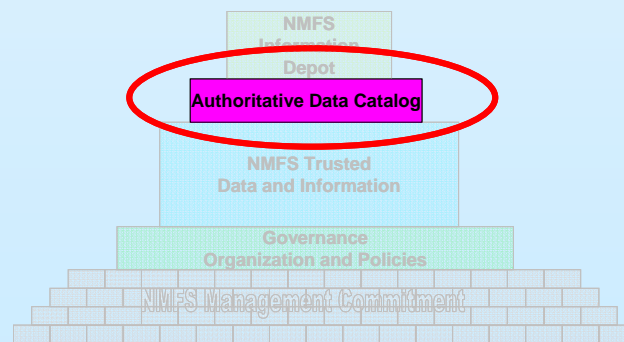 NMFS
Information
Depot
Authoritative Data Catalog
NMFS Trusted
Data and Information
Governance
Organization and Policies
NMFS Management Commitment